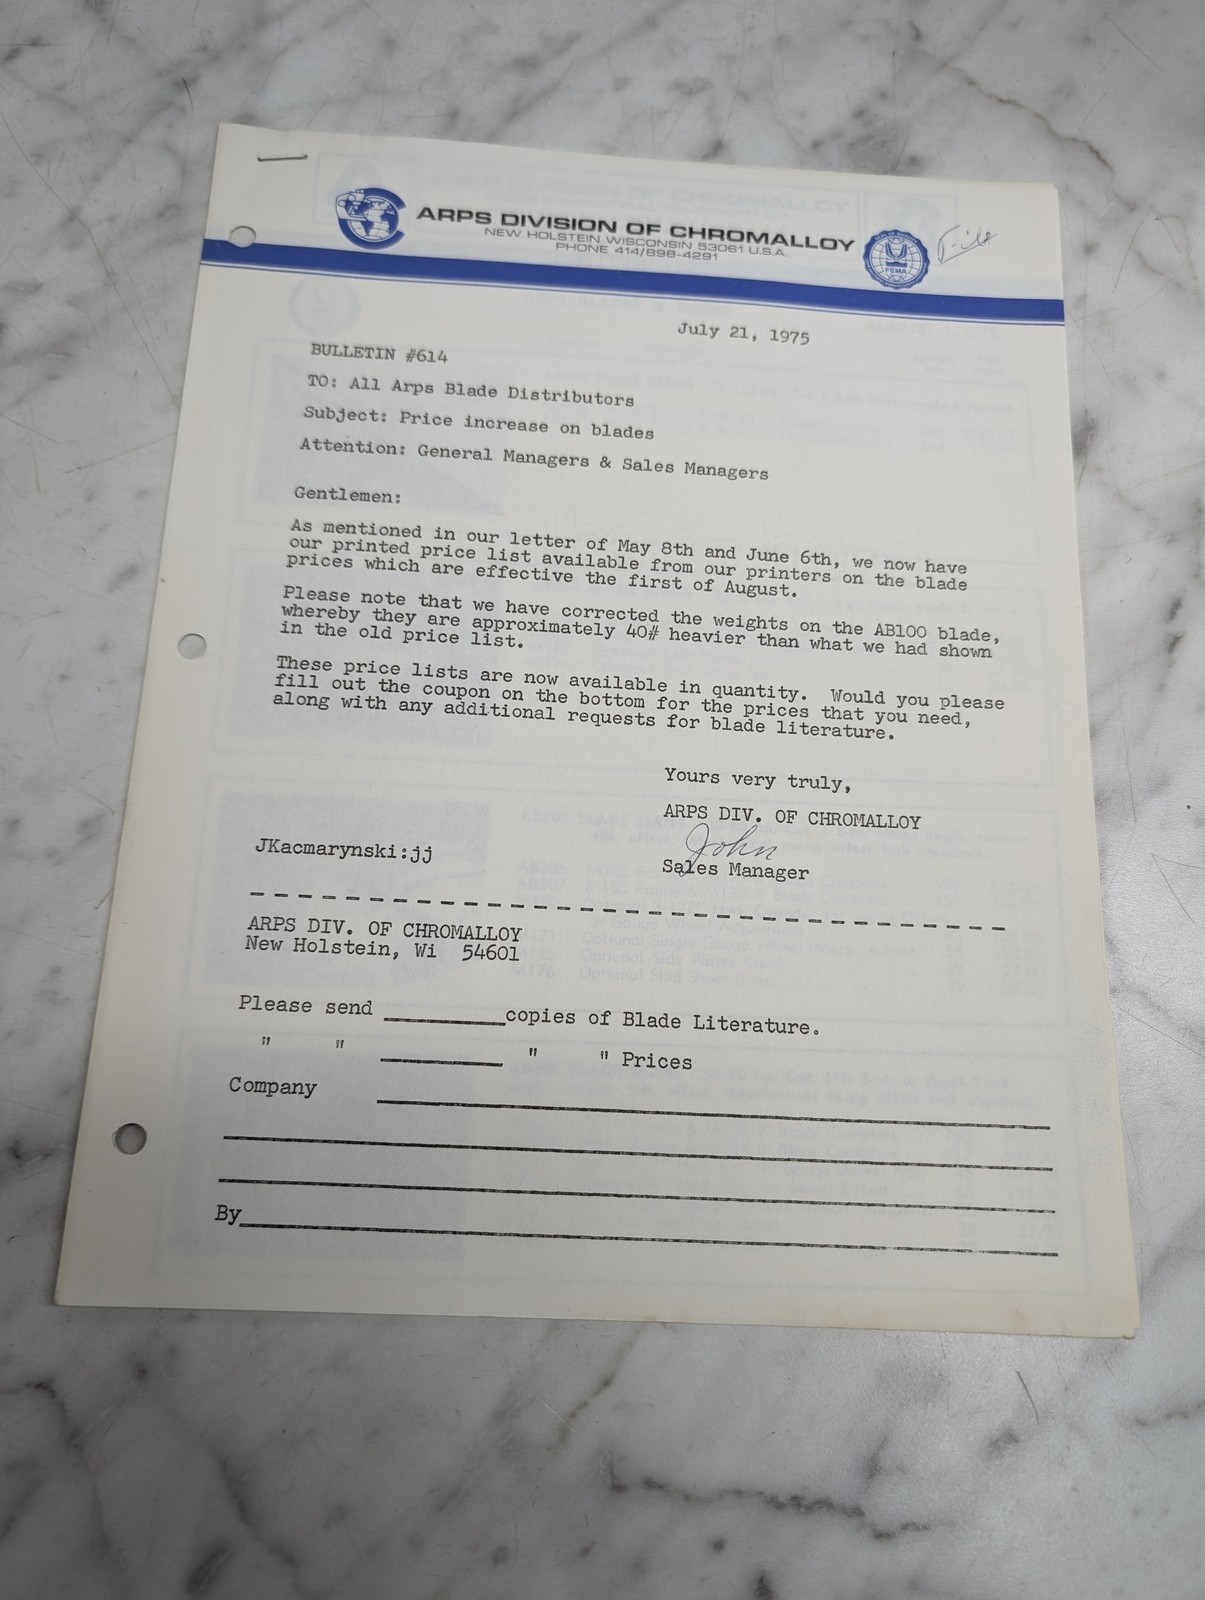 ARPS DIVISION OF CHROMALLOY
NEW HOLSTEIN WISCONSIN 53061 U.S.A.
PHONE 414/898-4291
FEMA
File
July 21, 1975
BULLETIN #614
TO: All Arps Blade Distributors
Subject: Price increase on blades
Attention: General Managers & Sales Managers
Gentlemen:
As mentioned in our letter of May 8th and June 6th, we now have
our printed price list available from our printers on the blade
prices which are effective the first of August.
Please note that we have corrected the weights on the AB100 blade,
whereby they are approximately 40# heavier than what we had shown
in the old price list.
These price lists are now available in quantity. Would you please
fill out the coupon on the bottom for the prices that you need,
along with any additional requests for blade literature.
Yours very truly,
ARPS DIV. OF CHROMALLOY
John
JKacmarynski:jj
Sales Manager
ARPS DIV. OF CHROMALLOY
New Holstein, Wi 54601
Please send __________copies of Blade Literature.
" " __________ " " Prices
Company
By